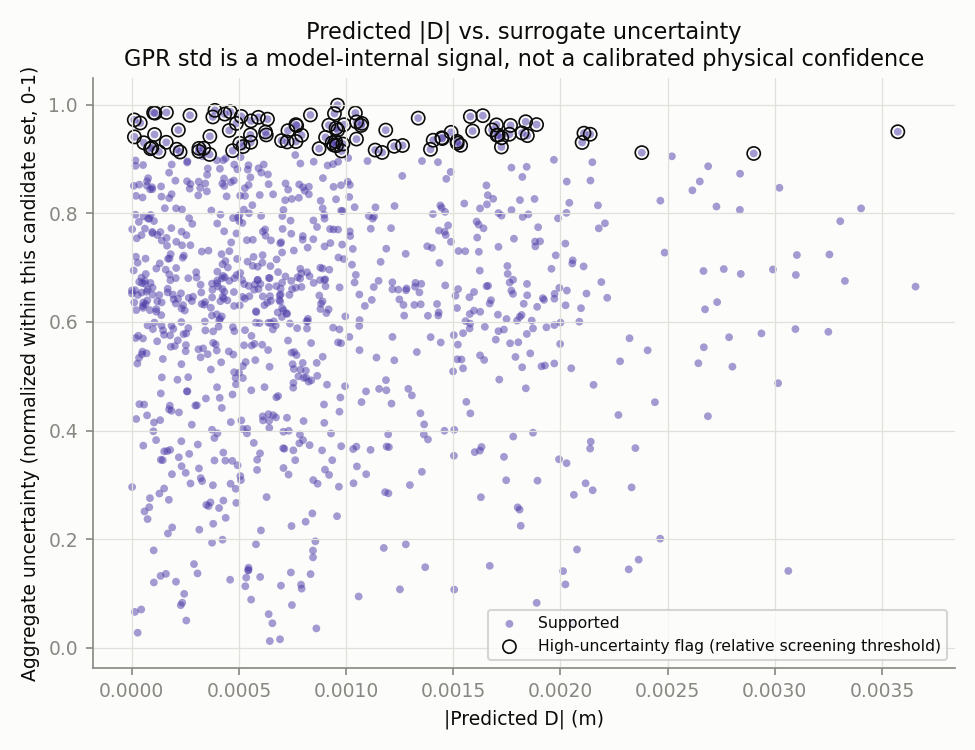 Predicted |D| vs. surrogate uncertainty
GPR std is a model-internal signal, not a calibrated physical confidence
Aggregate uncertainty (normalized within this candidate set, 0-1)
1.0
0.8
0.6
0.4
0.2
0.0
0.0000 0.0005 0.0010 0.0015 0.0020 0.0025 0.0030 0.0035
|Predicted D| (m)
Supported
High-uncertainty flag (relative screening threshold)